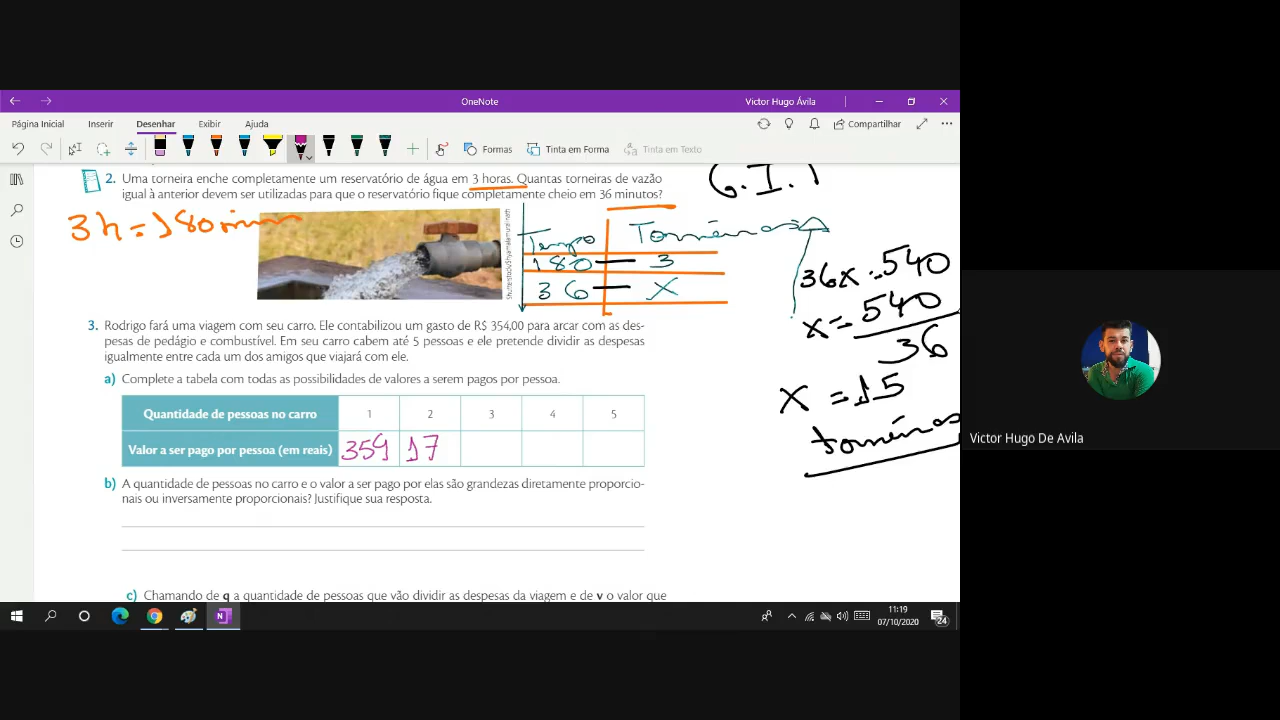 OneNote
Victor Hugo Ávila
Página Inicial Inserir Desenhar Exibir Ajuda
Compartilhar
Formas Tinta em Forma Tinta em Texto
G.I.P
2. Uma torneira enche completamente um reservatório de água em 3 horas. Quantas torneiras de vazão
igual à anterior devem ser utilizadas para que o reservatório fique completamente cheio em 36 minutos?
3h = 180 min
Tempo Torneiras
180 — 3
36 — X
36x = 540
x = 540
36
x = 15
torneiras
3. Rodrigo fará uma viagem com seu carro. Ele contabilizou um gasto de R$ 354,00 para arcar com as des-
pesas de pedágio e combustível. Em seu carro cabem até 5 pessoas e ele pretende dividir as despesas
igualmente entre cada um dos amigos que viajará com ele.
a) Complete a tabela com todas as possibilidades de valores a serem pagos por pessoa.
Quantidade de pessoas no carro 1 2 3 4 5
Valor a ser pago por pessoa (em reais) 354 17
b) A quantidade de pessoas no carro e o valor a ser pago por elas são grandezas diretamente proporcio-
nais ou inversamente proporcionais? Justifique sua resposta.
c) Chamando de q a quantidade de pessoas que vão dividir as despesas da viagem e de v o valor que
Victor Hugo De Avila
11:19
07/10/2020
24